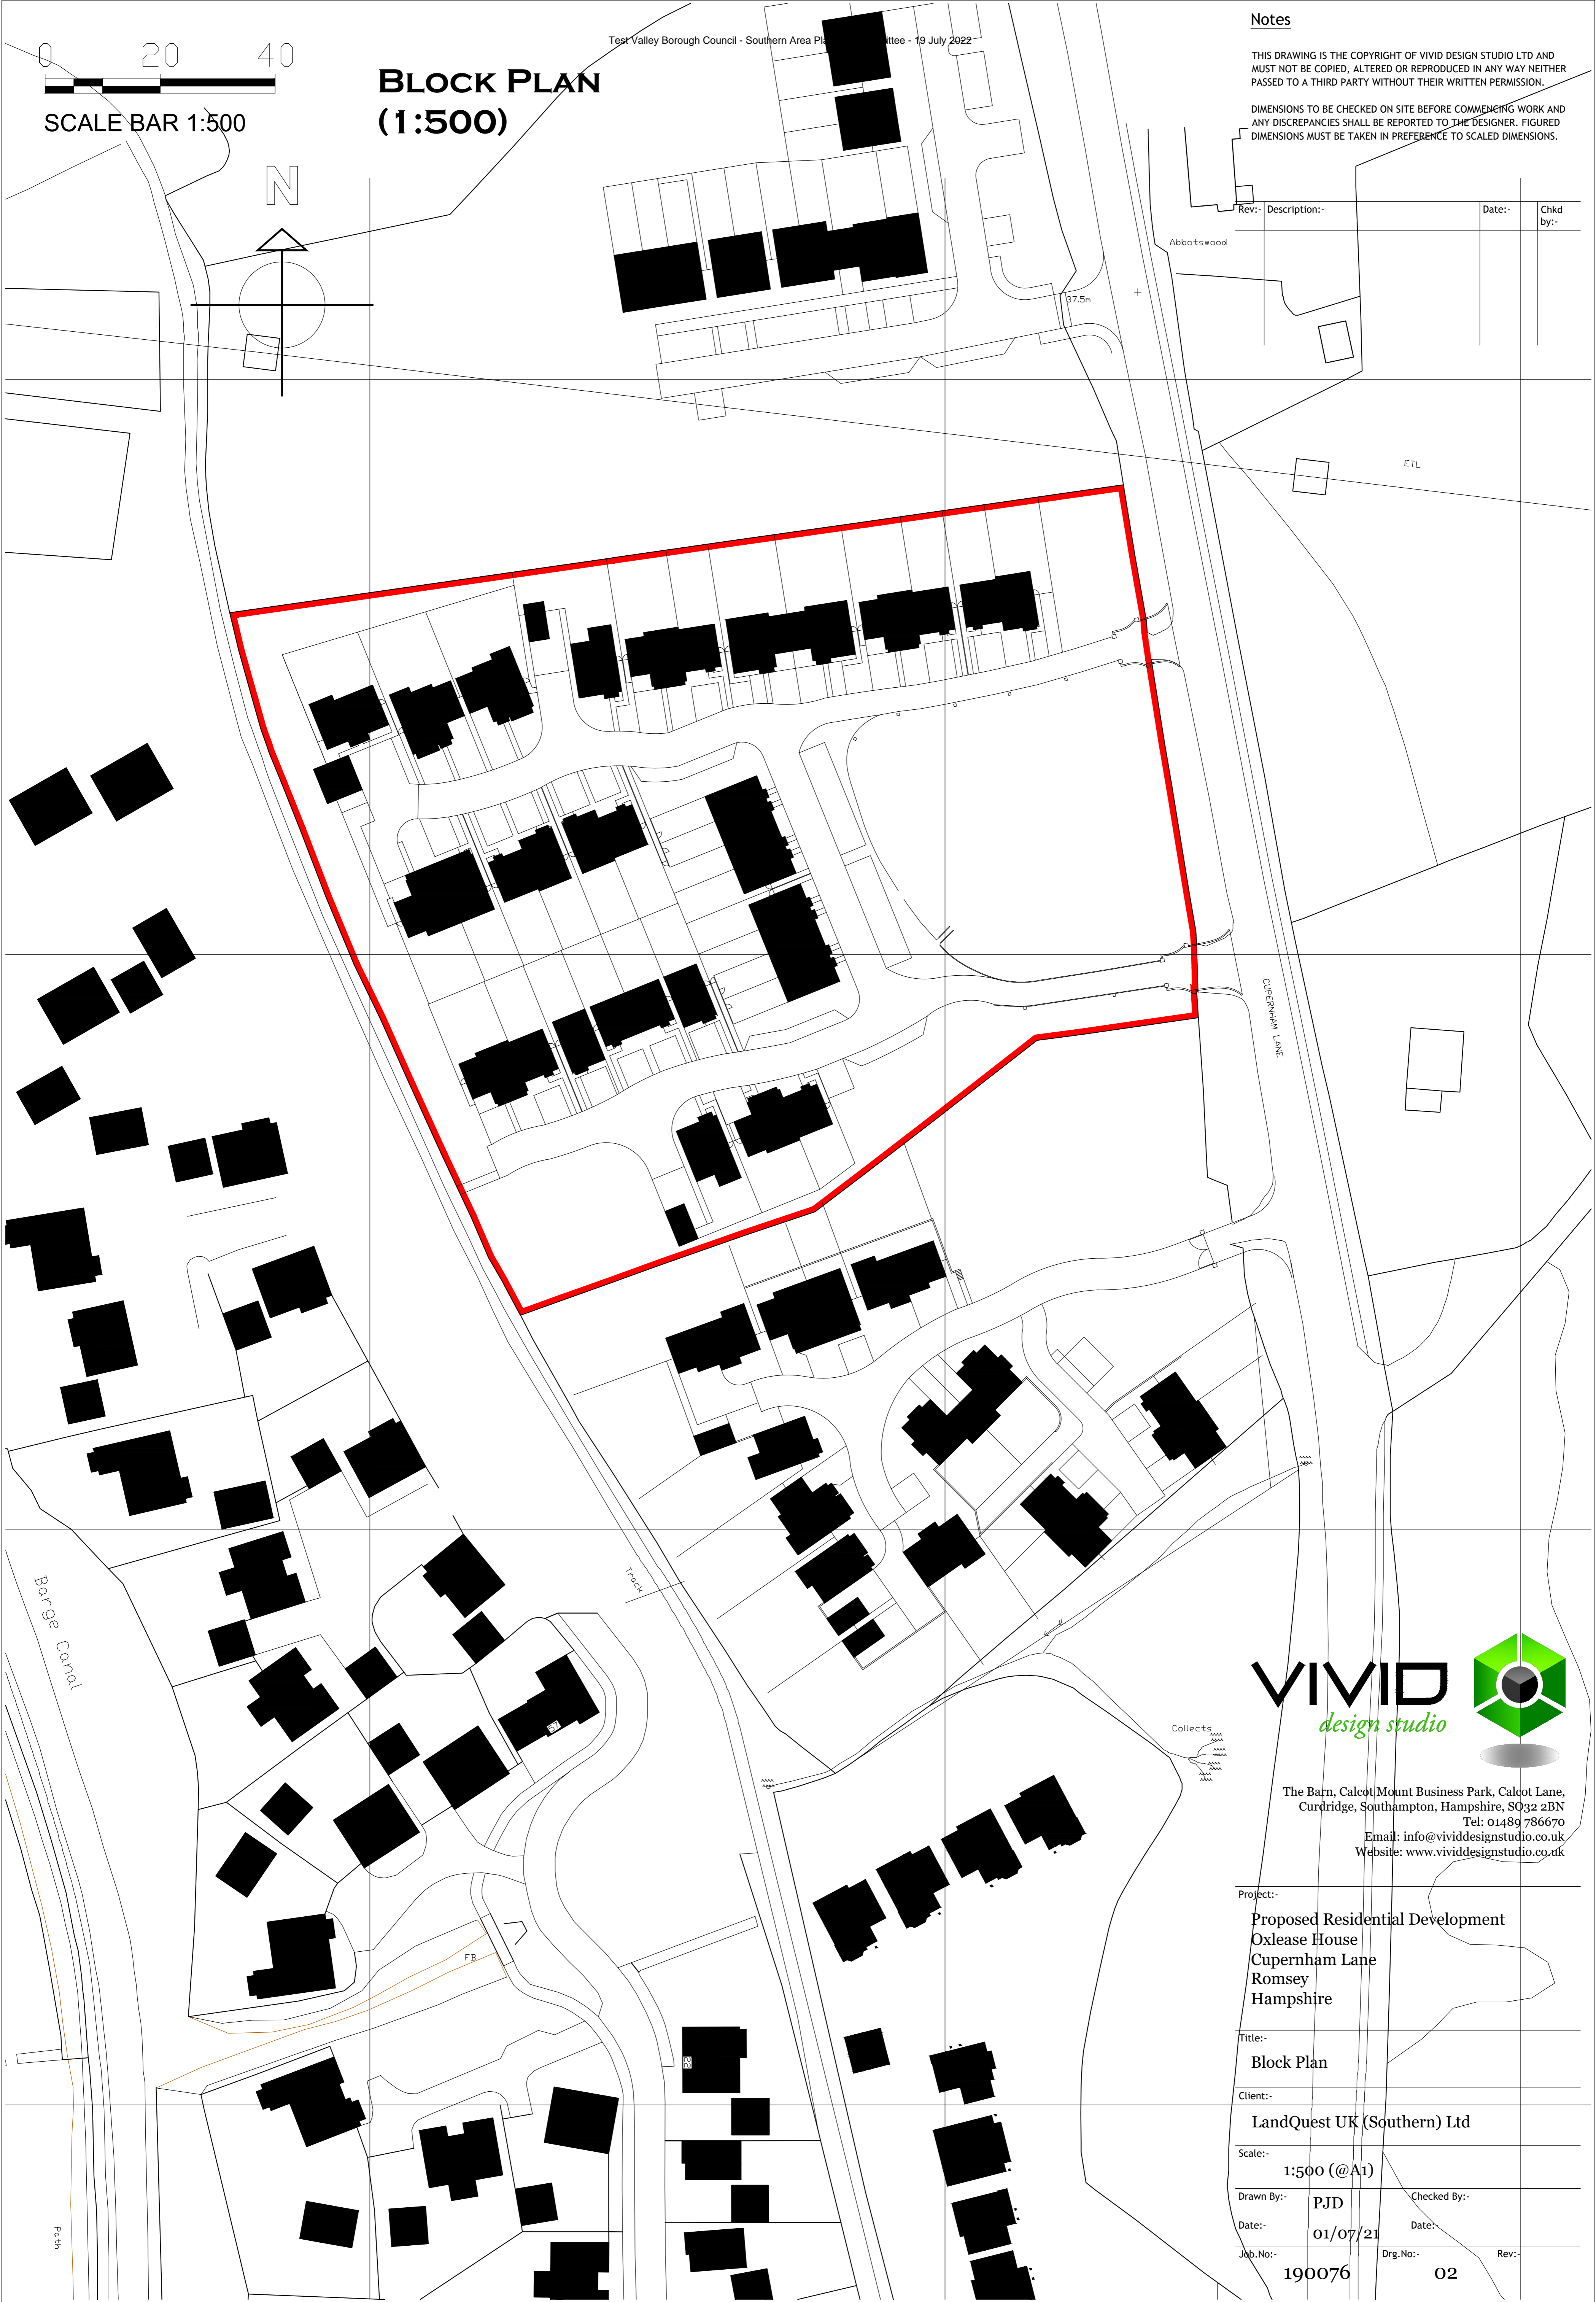 Test Valley Borough Council - Southern Area Pla ittee - 19 July 2022
0 20 40
SCALE BAR 1:500
BLOCK PLAN
(1:500)
N
Notes
THIS DRAWING IS THE COPYRIGHT OF VIVID DESIGN STUDIO LTD AND
MUST NOT BE COPIED, ALTERED OR REPRODUCED IN ANY WAY NEITHER
PASSED TO A THIRD PARTY WITHOUT THEIR WRITTEN PERMISSION.
DIMENSIONS TO BE CHECKED ON SITE BEFORE COMMENCING WORK AND
ANY DISCREPANCIES SHALL BE REPORTED TO THE DESIGNER. FIGURED
DIMENSIONS MUST BE TAKEN IN PREFERENCE TO SCALED DIMENSIONS.
Rev:- Description:- Date:- Chkd
by:-
Abbotswood
37.5m
ETL
CUPERNHAM LANE
Track
Barge Canal
57
Collects
FB
22
Path
VIVID
design studio
The Barn, Calcot Mount Business Park, Calcot Lane,
Curdridge, Southampton, Hampshire, SO32 2BN
Tel: 01489 786670
Email: info@vividdesignstudio.co.uk
Website: www.vividdesignstudio.co.uk
Project:-
Proposed Residential Development
Oxlease House
Cupernham Lane
Romsey
Hampshire
Title:-
Block Plan
Client:-
LandQuest UK (Southern) Ltd
Scale:-
1:500 (@A1)
Drawn By:- PJD Checked By:-
Date:- 01/07/21 Date:-
Job.No:- Drg.No:- Rev:-
190076 02